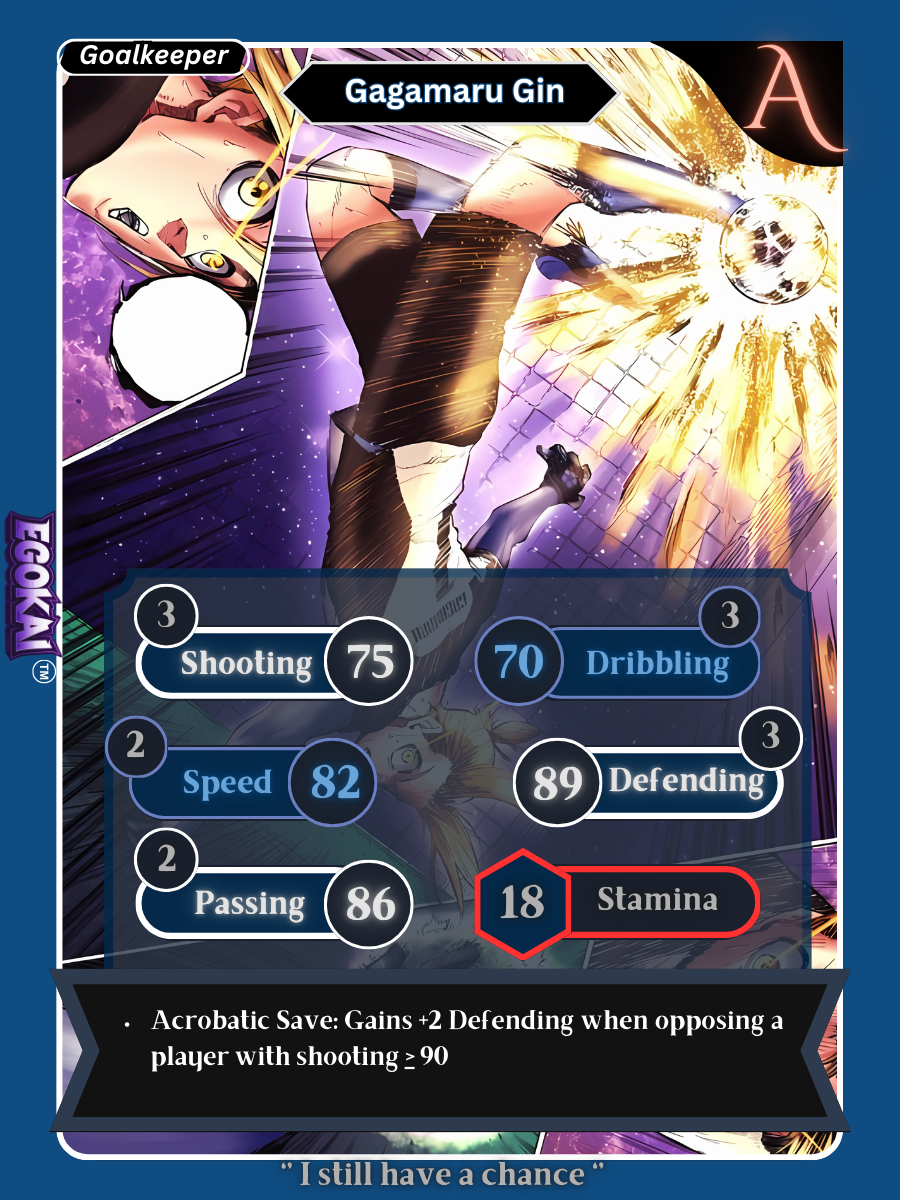 Goalkeeper
Gagamaru Gin
A
EGOKAI
TM
3
Shooting 75
3
70 Dribbling
2
Speed 82
3
89 Defending
2
Passing 86
18 Stamina
• Acrobatic Save: Gains +2 Defending when opposing a
player with shooting ≥ 90
“ I still have a chance “